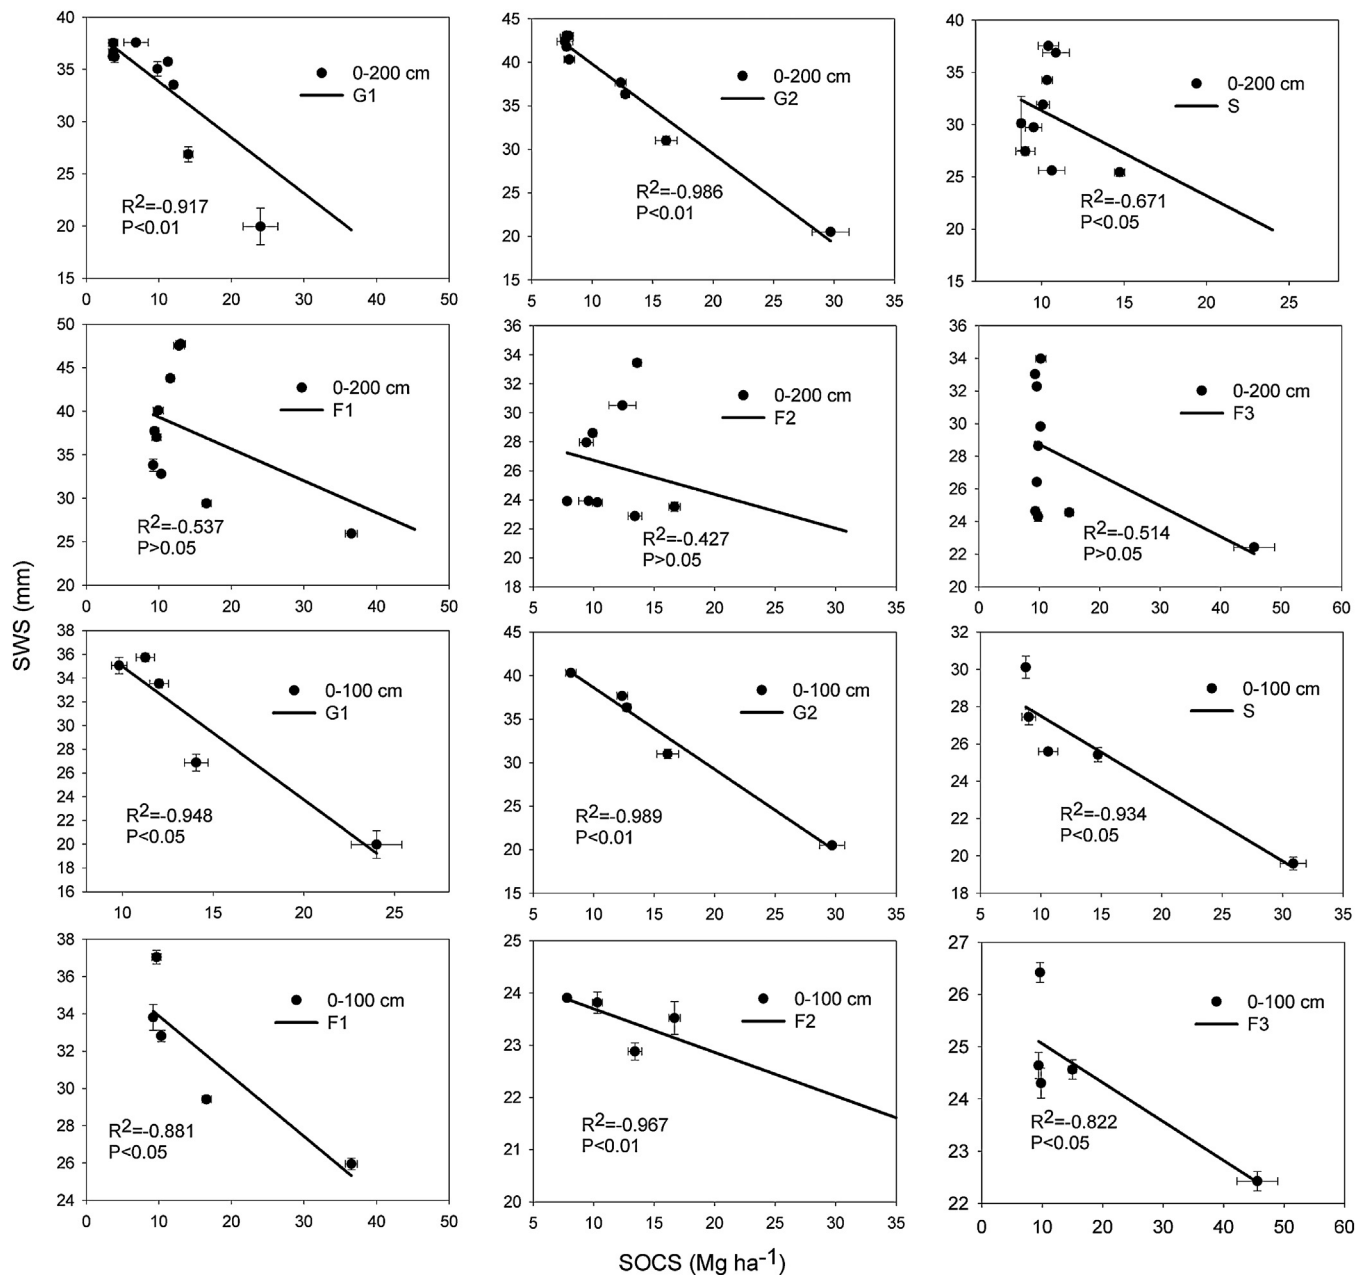 40
35
30
25
20
15
0 10 20 30 40 50
0-200 cm
G1
R2=-0.917
P<0.01
45
40
35
30
25
20
15
5 10 15 20 25 30 35
0-200 cm
G2
R2=-0.986
P<0.01
40
35
30
25
20
15
10 15 20 25
0-200 cm
S
R2=-0.671
P<0.05
50
45
40
35
30
25
20
0 10 20 30 40 50
0-200 cm
F1
R2=-0.537
P>0.05
36
34
32
30
28
26
24
22
20
18
5 10 15 20 25 30 35
0-200 cm
F2
R2=-0.427
P>0.05
36
34
32
30
28
26
24
22
20
0 10 20 30 40 50 60
0-200 cm
F3
R2=-0.514
P>0.05
SWS (mm)
38
36
34
32
30
28
26
24
22
20
18
16
10 15 20 25
0-100 cm
G1
R2=-0.948
P<0.05
45
40
35
30
25
20
15
5 10 15 20 25 30 35
0-100 cm
G2
R2=-0.989
P<0.01
32
30
28
26
24
22
20
18
5 10 15 20 25 30 35
0-100 cm
S
R2=-0.934
P<0.05
38
36
34
32
30
28
26
24
0 10 20 30 40 50
0-100 cm
F1
R2=-0.881
P<0.05
25
24
23
22
21
20
5 10 15 20 25 30 35
0-100 cm
F2
R2=-0.967
P<0.01
27
26
25
24
23
22
0 10 20 30 40 50 60
0-100 cm
F3
R2=-0.822
P<0.05
SOCS (Mg ha-1)